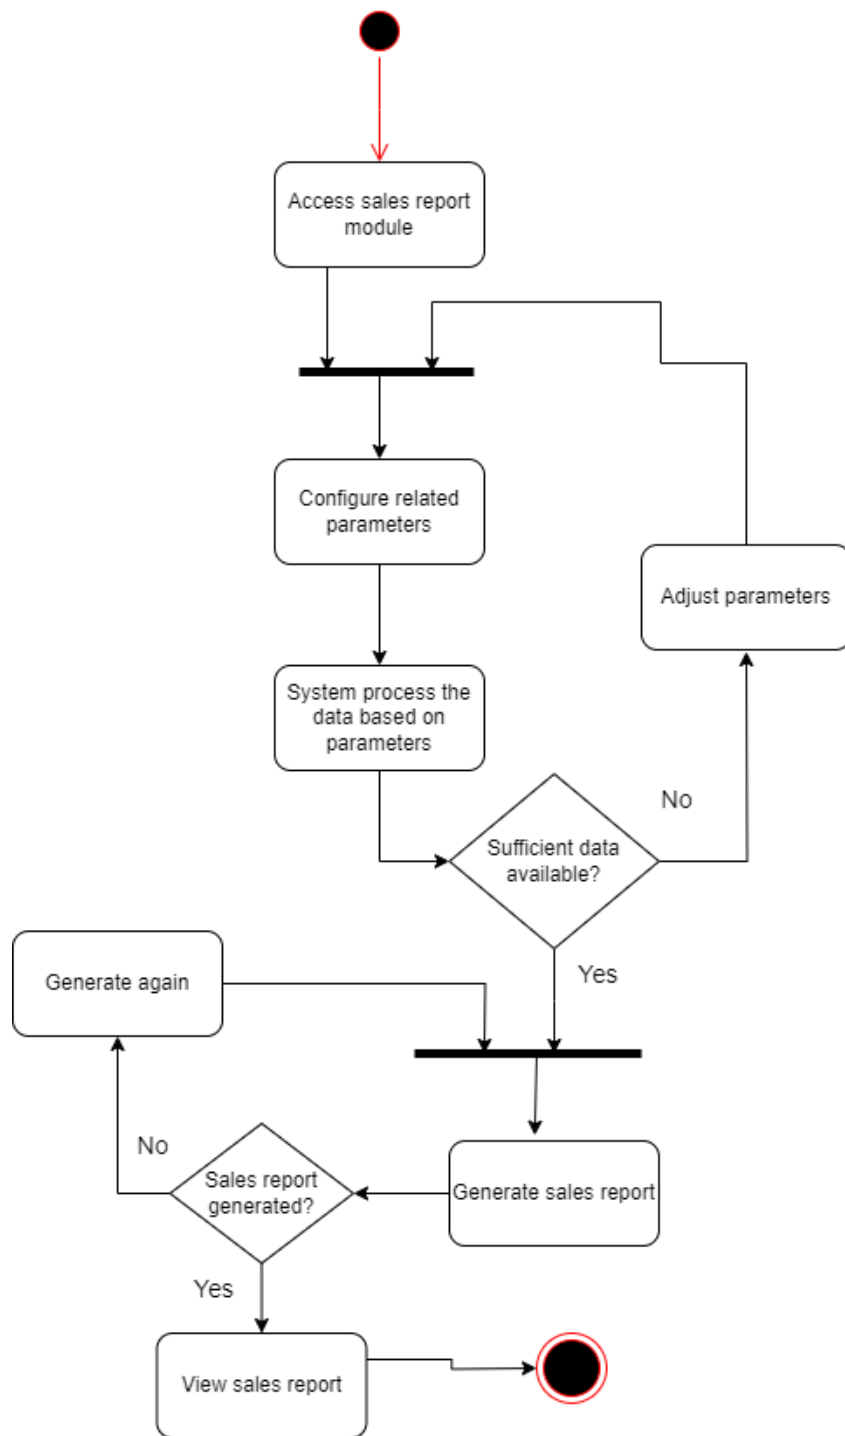 Access sales report
module
Configure related
parameters
Adjust parameters
System process the
data based on
parameters
No
Sufficient data
available?
Yes
Generate again
No
Sales report
generated?
Generate sales report
Yes
View sales report